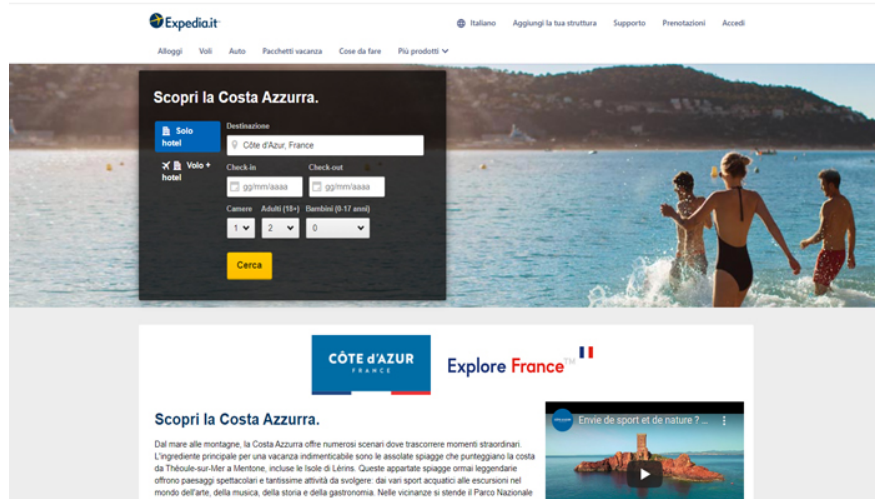 Expedia.it
Italiano Aggiungi la tua struttura Supporto Prenotazioni Accedi
Alloggi Voli Auto Pacchetti vacanza Cose da fare Più prodotti
Scopri la Costa Azzurra.
Solo hotel
Volo + hotel
Destinazione
Côte d'Azur, France
Check-in Check-out
gg/mm/aaaa gg/mm/aaaa
Camere Adulti (18+) Bambini (0-17 anni)
1 2 0
Cerca
CÔTE d'AZUR
FRANCE
Explore France™
Scopri la Costa Azzurra.
Dal mare alle montagne, la Costa Azzurra offre numerosi scenari dove trascorrere momenti straordinari.
L'ingrediente principale per una vacanza indimenticabile sono le assolate spiagge che punteggiano la costa
da Théoule-sur-Mer a Mentone, incluse le Isole di Lérins. Queste appartate spiagge ormai leggendarie
offrono paesaggi spettacolari e tantissime attività da svolgere: dai vari sport acquatici alle escursioni nel
mondo dell'arte, della musica, della storia e della gastronomia. Nelle vicinanze si stende il Parco Nazionale
Envie de sport et de nature ? ...